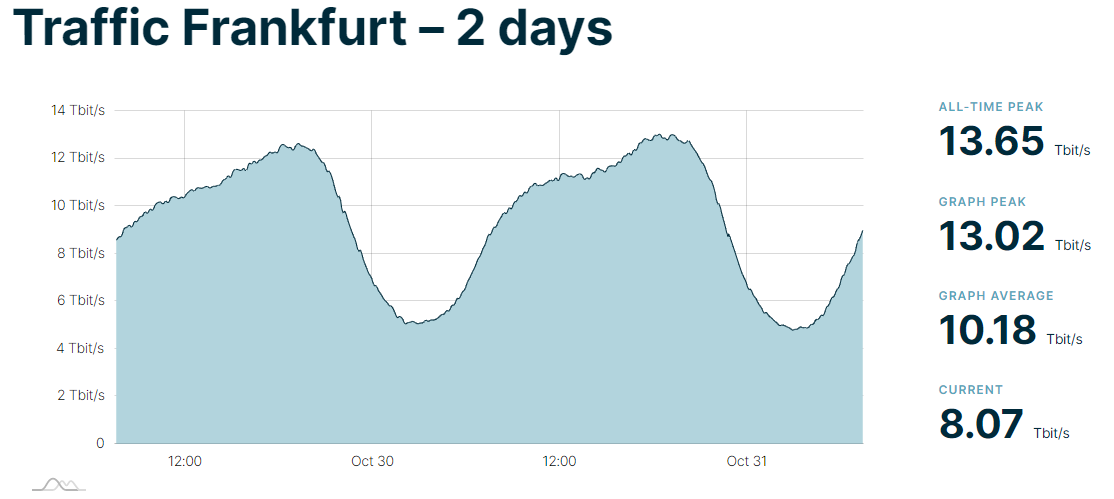 Traffic Frankfurt – 2 days
14 Tbit/s
12 Tbit/s
10 Tbit/s
8 Tbit/s
6 Tbit/s
4 Tbit/s
2 Tbit/s
0
12:00
Oct 30
12:00
Oct 31
ALL-TIME PEAK
13.65 Tbit/s
GRAPH PEAK
13.02 Tbit/s
GRAPH AVERAGE
10.18 Tbit/s
CURRENT
8.07 Tbit/s